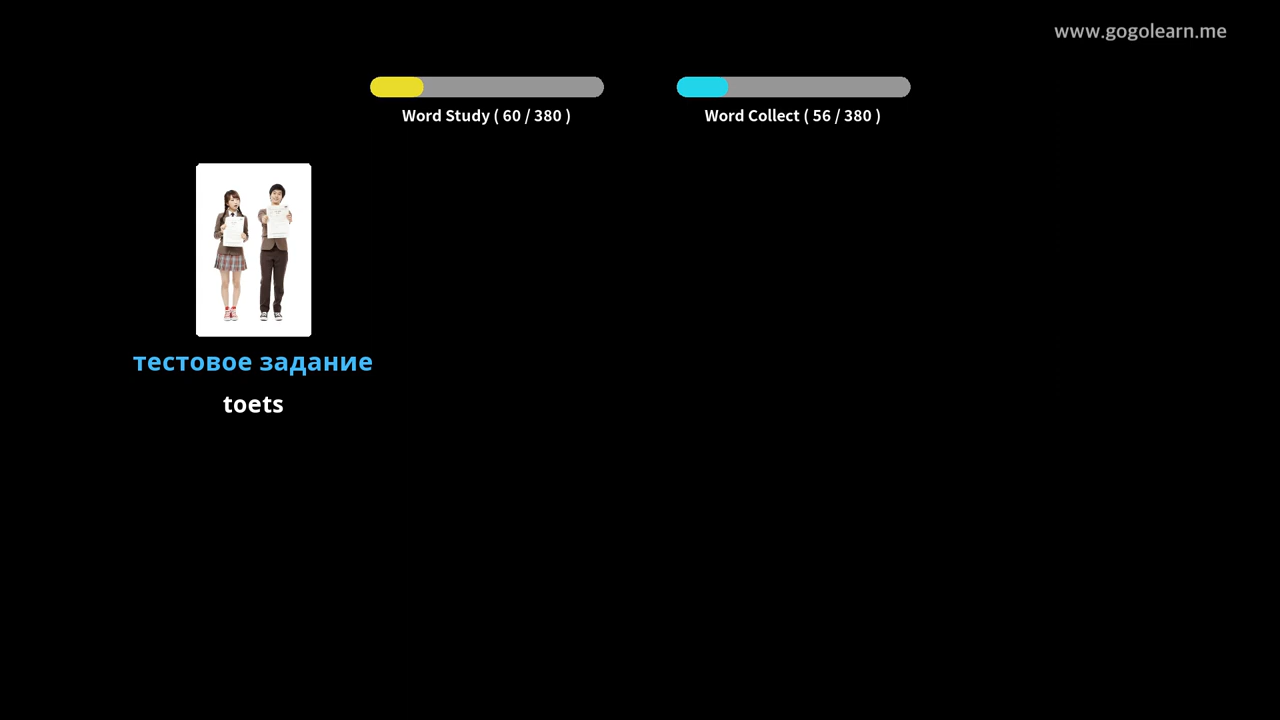 www.gogolearn.me
Word Study ( 60 / 380 )
Word Collect ( 56 / 380 )
тестовое задание
toets